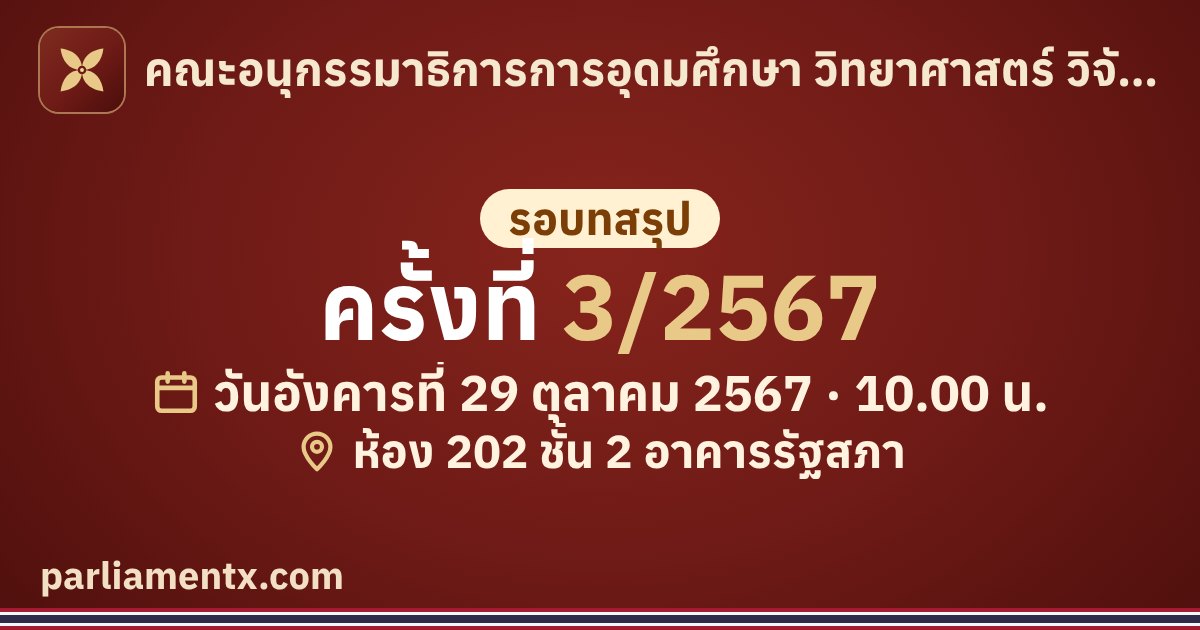 คณะอนุกรรมาธิการการอุดมศึกษา วิทยาศาสตร์ วิจั...
รอบทสรุป
ครั้งที่ 3/2567
วันอังคารที่ 29 ตุลาคม 2567 · 10.00 น.
ห้อง 202 ชั้น 2 อาคารรัฐสภา
parliamentx.com